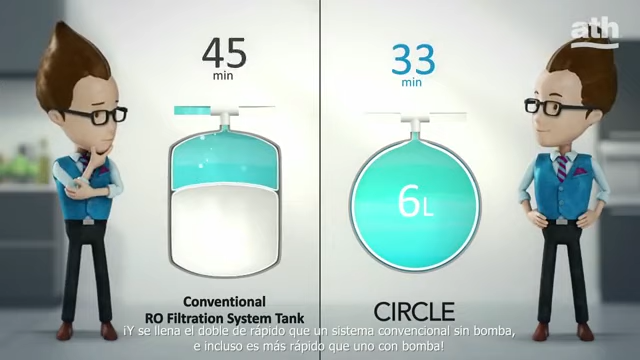 ath
45
min
33
min
6L
Conventional
RO Filtration System Tank
CIRCLE
¡Y se llena el doble de rápido que un sistema convencional sin bomba,
e incluso es más rápido que uno con bomba!